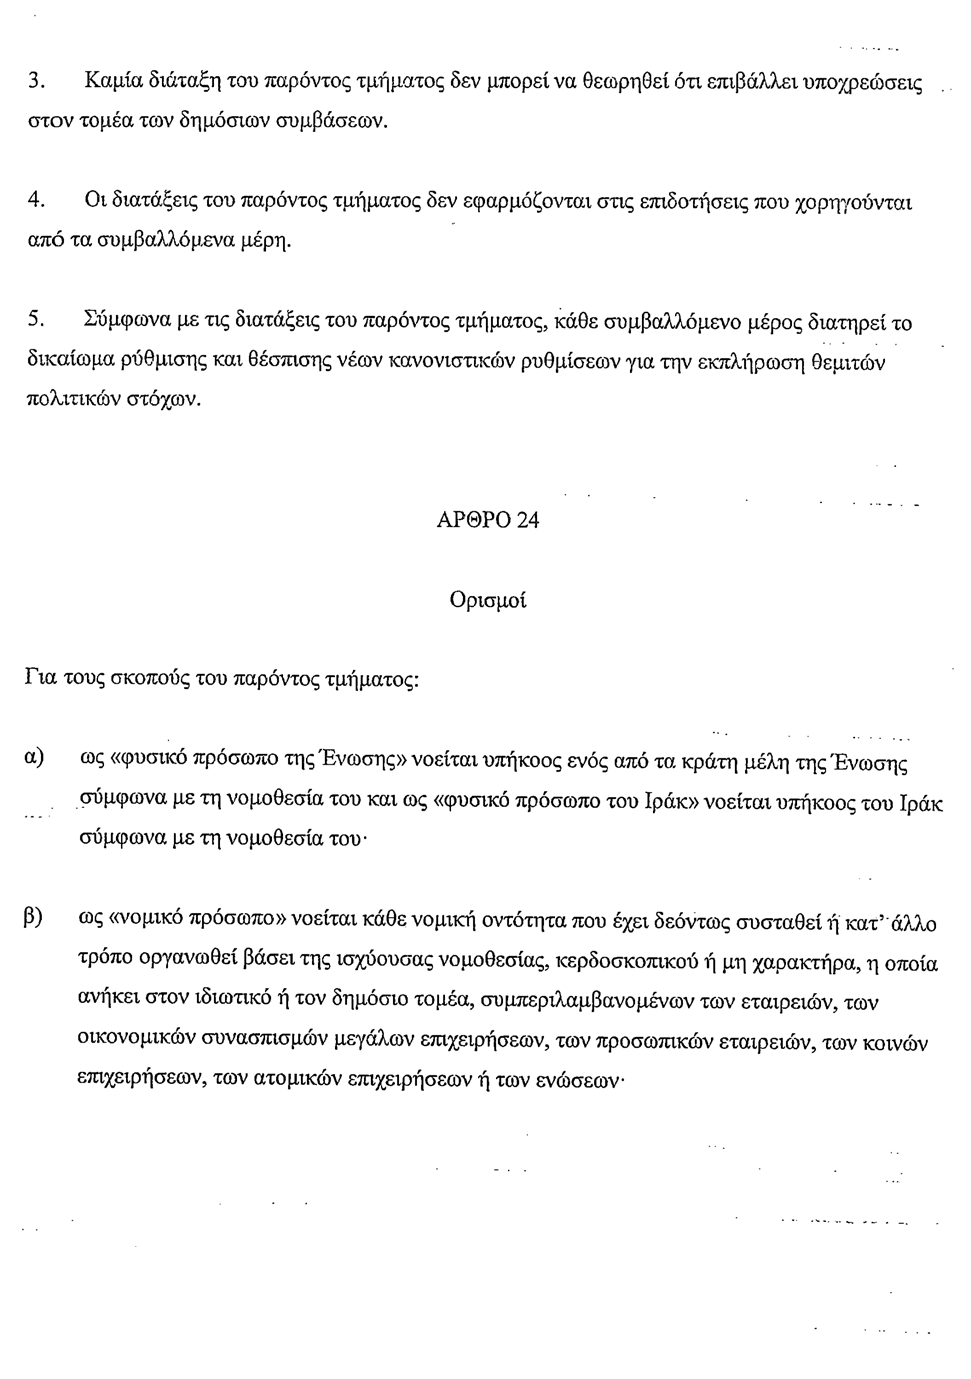 3. Καμία διάταξη του παρόντος τμήματος δεν μπορεί να θεωρηθεί ότι επιβάλλει υποχρεώσεις
στον τομέα των δημόσιων συμβάσεων.
4. Οι διατάξεις του παρόντος τμήματος δεν εφαρμόζονται στις επιδοτήσεις που χορηγούνται
από τα συμβαλλόμενα μέρη.
5. Σύμφωνα με τις διατάξεις του παρόντος τμήματος, κάθε συμβαλλόμενο μέρος διατηρεί το
δικαίωμα ρύθμισης και θέσπισης νέων κανονιστικών ρυθμίσεων για την εκπλήρωση θεμιτών
πολιτικών στόχων.
ΑΡΘΡΟ 24
Ορισμοί
Για τους σκοπούς του παρόντος τμήματος:
α) ως «φυσικό πρόσωπο της Ένωσης» νοείται υπήκοος ενός από τα κράτη μέλη της Ένωσης
σύμφωνα με τη νομοθεσία του και ως «φυσικό πρόσωπο του Ιράκ» νοείται υπήκοος του Ιράκ
σύμφωνα με τη νομοθεσία του·
β) ως «νομικό πρόσωπο» νοείται κάθε νομική οντότητα που έχει δεόντως συσταθεί ή κατ’ άλλο
τρόπο οργανωθεί βάσει της ισχύουσας νομοθεσίας, κερδοσκοπικού ή μη χαρακτήρα, η οποία
ανήκει στον ιδιωτικό ή τον δημόσιο τομέα, συμπεριλαμβανομένων των εταιρειών, των
οικονομικών συνασπισμών μεγάλων επιχειρήσεων, των προσωπικών εταιρειών, των κοινών
επιχειρήσεων, των ατομικών επιχειρήσεων ή των ενώσεων·